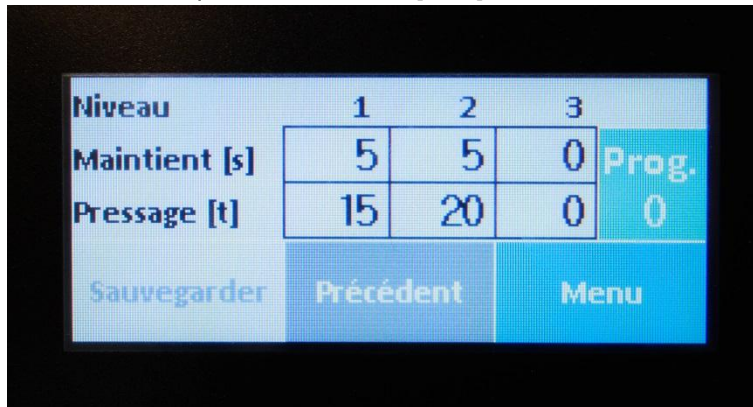 Niveau 1 2 3
Maintient [s] 5 5 0 Prog.
Pressage [t] 15 20 0 0
Sauvegarder Précédent Menu